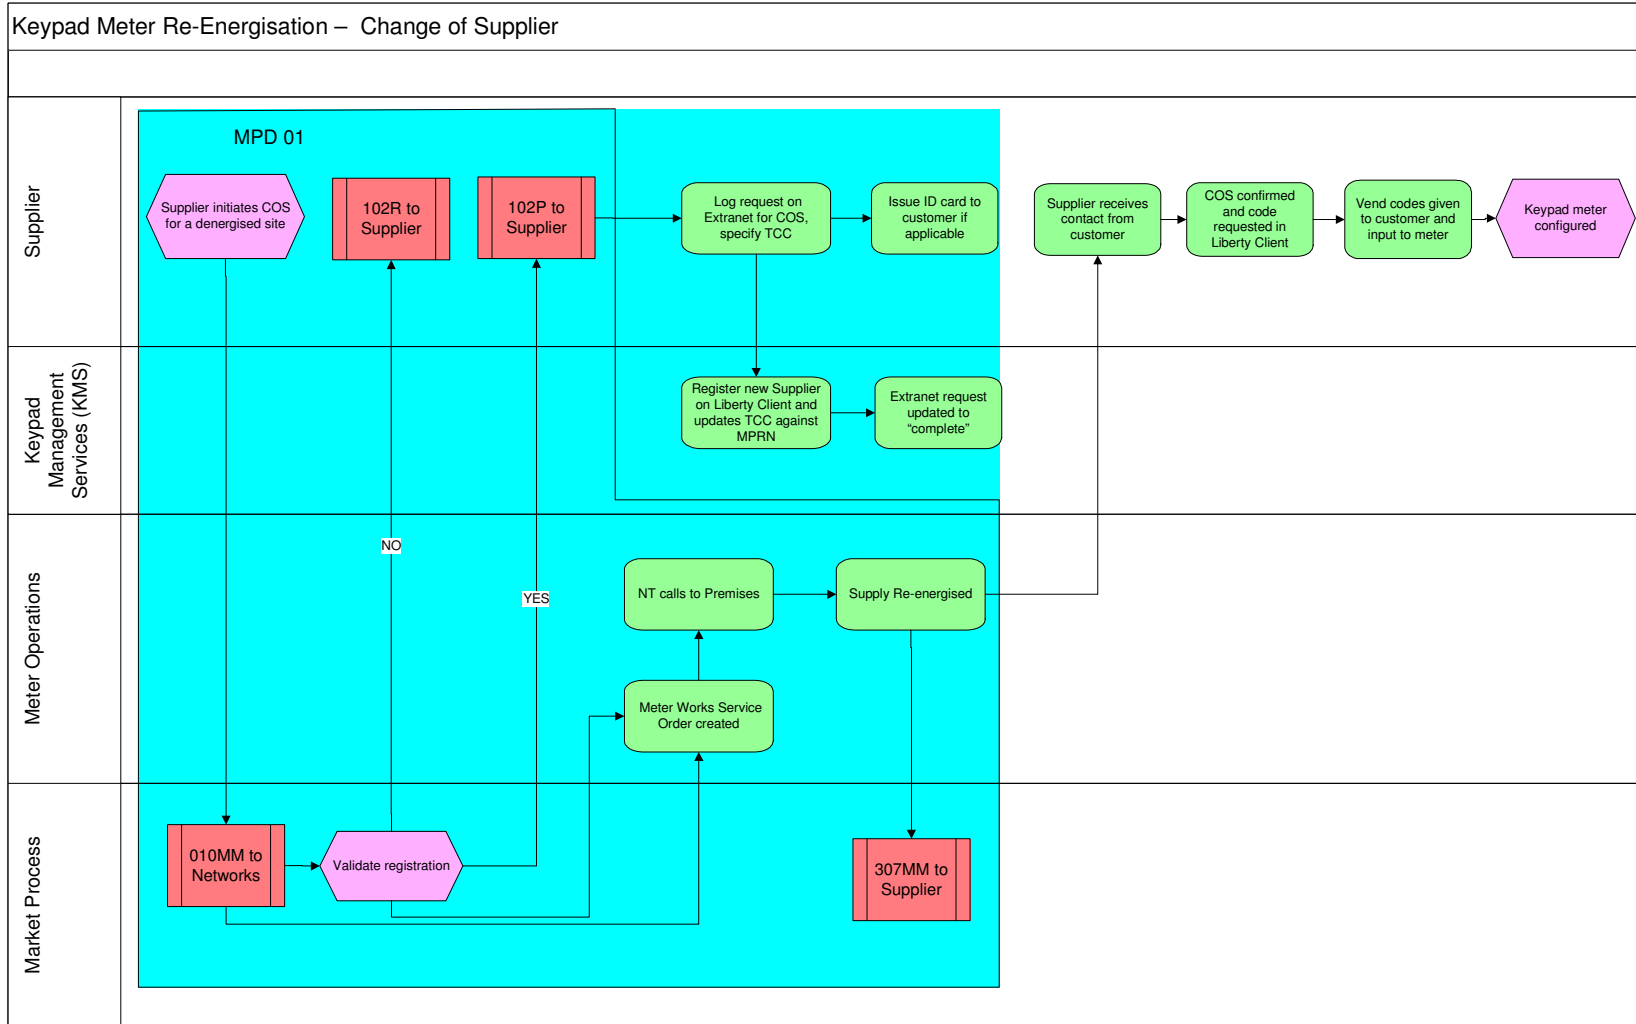 Keypad Meter Re-Energisation –  Change of Supplier
Supplier
MPD 01
Supplier initiates COS
for a denergised site
102R to
Supplier
102P to
Supplier
Log request on
Extranet for COS,
specify TCC
Issue ID card to
customer if
applicable
Supplier receives
contact from
customer
COS confirmed
and code
requested in
Liberty Client
Vend codes given
to customer and
input to meter
Keypad meter
configured
Keypad
Management
Services (KMS)
Register new Supplier
on Liberty Client and
updates TCC against
MPRN
Extranet request
updated to
“complete”
Meter Operations
NO
YES
NT calls to Premises
Supply Re-energised
Meter Works Service
Order created
Market Process
010MM to
Networks
Validate registration
307MM to
Supplier